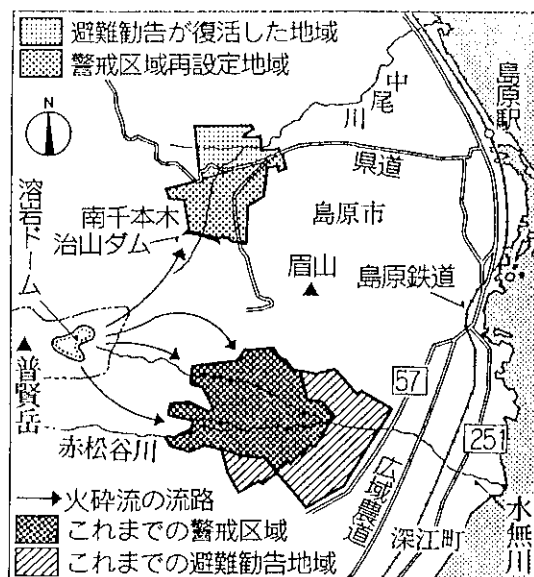 避難勧告が復活した地域
警戒区域再設定地域
N
中尾川
島原駅
県道
溶岩ドーム
南千本木
治山ダム
島原市
眉山
島原鉄道
普賢岳
57
251
赤松谷川
広域農道
水無川
深江町
火砕流の流路
これまでの警戒区域
これまでの避難勧告地域